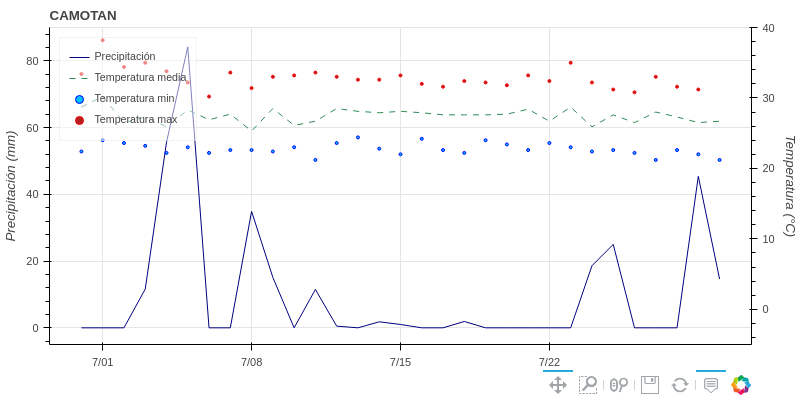 CAMOTAN
Precipitación
Temperatura media
Temperatura min
Temperatura max
Precipitación (mm)
80
60
40
20
0
Temperatura (°C)
40
30
20
10
0
7/01
7/08
7/15
7/22